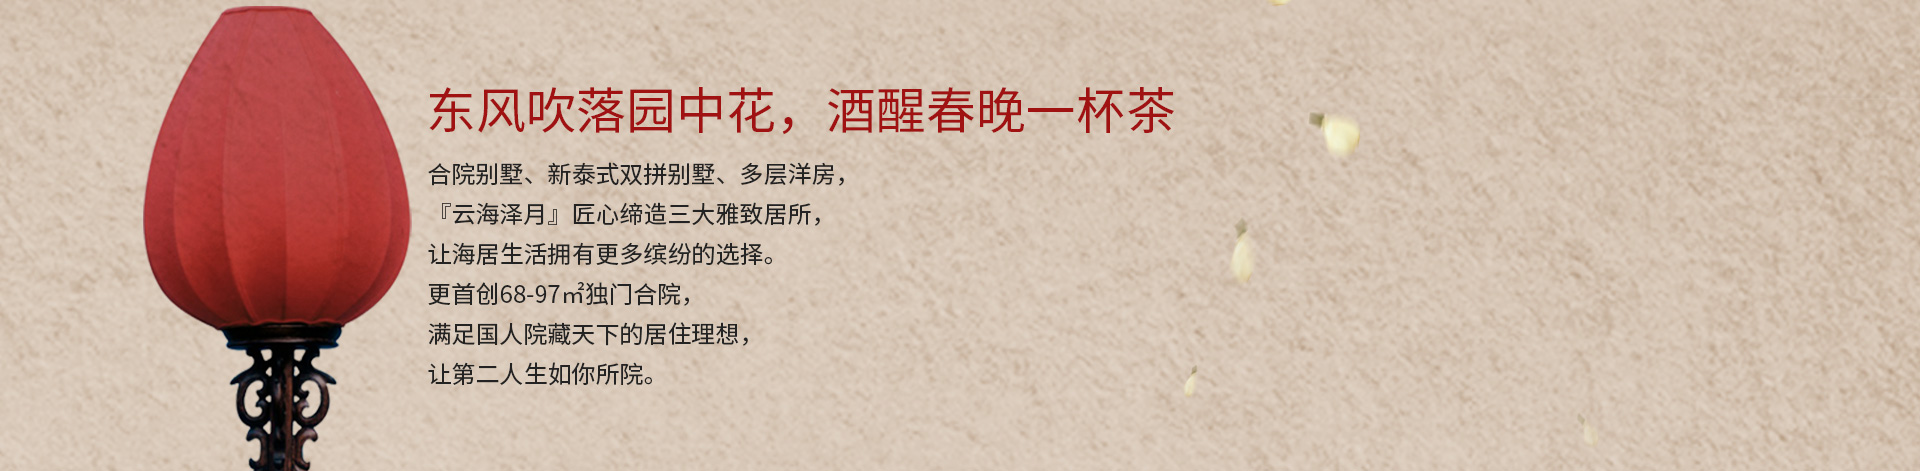 东风吹落园中花，酒醒春晚一杯茶
合院别墅、新泰式双拼别墅、多层洋房，
『云海泽月』匠心缔造三大雅致居所，
让海居生活拥有更多缤纷的选择。
更首创68-97㎡独门合院，
满足国人院藏天下的居住理想，
让第二人生如你所院。